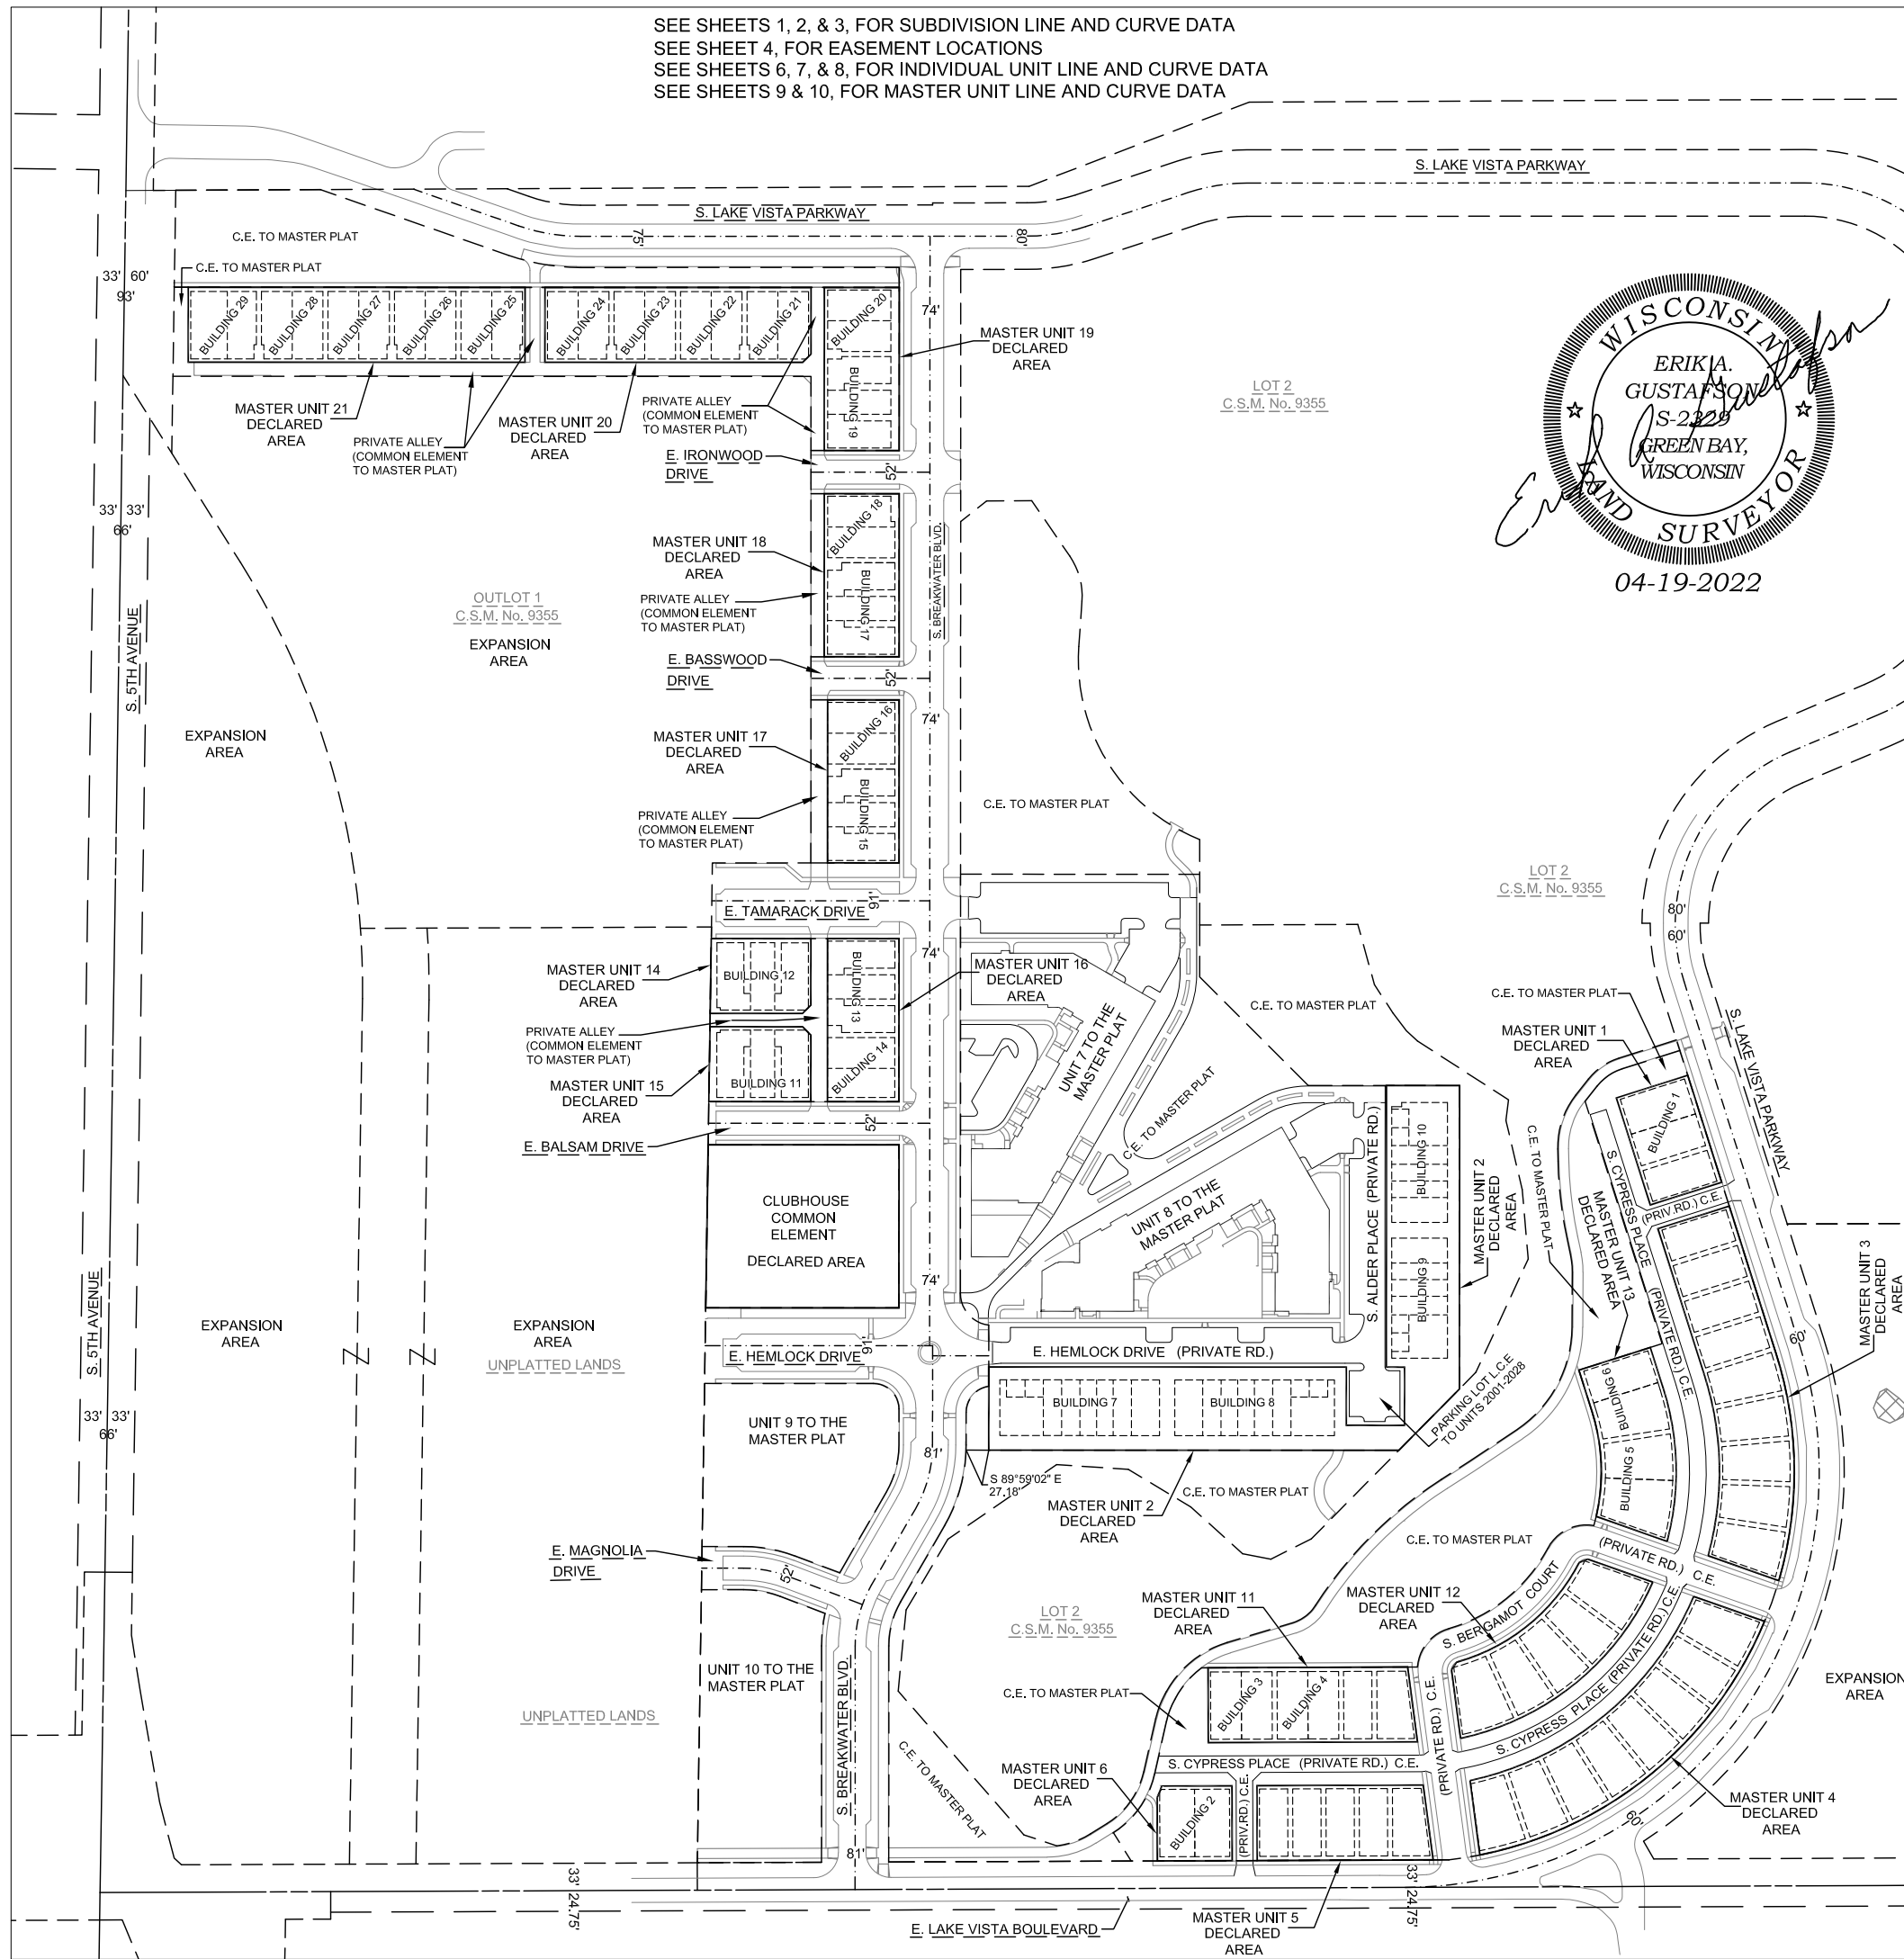 SEE SHEETS 1, 2, & 3, FOR SUBDIVISION LINE AND CURVE DATA
SEE SHEET 4, FOR EASEMENT LOCATIONS
SEE SHEETS 6, 7, & 8, FOR INDIVIDUAL UNIT LINE AND CURVE DATA
SEE SHEETS 9 & 10, FOR MASTER UNIT LINE AND CURVE DATA
S. LAKE VISTA PARKWAY
S. LAKE VISTA PARKWAY
C.E. TO MASTER PLAT
75'
80'
C.E. TO MASTER PLAT
33' 60'
93'
BUILDING 29
BUILDING 28
BUILDING 27
BUILDING 26
BUILDING 25
BUILDING 24
BUILDING 23
BUILDING 22
BUILDING 21
BUILDING 20
BUILDING 19
74'
MASTER UNIT 19
DECLARED
AREA
WISCONSIN
ERIK A.
GUSTAFSON
S-2329
GREEN BAY,
WISCONSIN
LAND SURVEYOR
Erik A Gustafson
04-19-2022
LOT 2
C.S.M. No. 9355
MASTER UNIT 21
DECLARED
AREA
PRIVATE ALLEY
(COMMON ELEMENT
TO MASTER PLAT)
MASTER UNIT 20
DECLARED
AREA
PRIVATE ALLEY
(COMMON ELEMENT
TO MASTER PLAT)
E. IRONWOOD
DRIVE
52'
33' 33'
66'
MASTER UNIT 18
DECLARED
AREA
BUILDING 18
BUILDING 17
S. BREAKWATER BLVD.
PRIVATE ALLEY
(COMMON ELEMENT
TO MASTER PLAT)
OUTLOT 1
C.S.M. No. 9355
EXPANSION
AREA
S. 5TH AVENUE
E. BASSWOOD
DRIVE
52'
74'
EXPANSION
AREA
MASTER UNIT 17
DECLARED
AREA
BUILDING 16
BUILDING 15
PRIVATE ALLEY
(COMMON ELEMENT
TO MASTER PLAT)
C.E. TO MASTER PLAT
LOT 2
C.S.M. No. 9355
80'
60'
E. TAMARACK DRIVE
91'
74'
MASTER UNIT 14
DECLARED
AREA
BUILDING 12
BUILDING 13
MASTER UNIT 16
DECLARED
AREA
PRIVATE ALLEY
(COMMON ELEMENT
TO MASTER PLAT)
MASTER UNIT 15
DECLARED
AREA
BUILDING 11
BUILDING 14
UNIT 7 TO THE
MASTER PLAT
C.E. TO MASTER PLAT
C.E. TO MASTER PLAT
MASTER UNIT 1
DECLARED
AREA
S. LAKE VISTA PARKWAY
BUILDING 1
E. BALSAM DRIVE
52'
C.E. TO MASTER PLAT
S. ALDER PLACE (PRIVATE RD.)
BUILDING 10
BUILDING 9
MASTER UNIT 2
DECLARED
AREA
C.E. TO MASTER PLAT
S. CYPRESS PLACE
(PRIVATE RD.) C.E.
(PRIV.RD.) C.E.
MASTER UNIT 13
DECLARED AREA
MASTER UNIT 3
DECLARED
AREA
60'
CLUBHOUSE
COMMON
ELEMENT
DECLARED AREA
UNIT 8 TO THE
MASTER PLAT
74'
S. 5TH AVENUE
EXPANSION
AREA
EXPANSION
AREA
UNPLATTED LANDS
E. HEMLOCK DRIVE
91'
E. HEMLOCK DRIVE (PRIVATE RD.)
BUILDING 7
BUILDING 8
PARKING LOT L.C.E
TO UNITS 2001-2028
BUILDING 6
BUILDING 5
33' 33'
66'
UNIT 9 TO THE
MASTER PLAT
81'
S 89°59'02" E
27.18'
MASTER UNIT 2
DECLARED
AREA
C.E. TO MASTER PLAT
C.E. TO MASTER PLAT
E. MAGNOLIA
DRIVE
52'
(PRIVATE RD.) C.E.
LOT 2
C.S.M. No. 9355
MASTER UNIT 11
DECLARED
AREA
MASTER UNIT 12
DECLARED
AREA
S. BERGAMOT COURT
S. CYPRESS PLACE (PRIVATE RD.) C.E.
UNIT 10 TO THE
MASTER PLAT
C.E. TO MASTER PLAT
BUILDING 3
BUILDING 4
(PRIVATE RD.) C.E.
EXPANSION
AREA
UNPLATTED LANDS
S. BREAKWATER BLVD.
C.E. TO MASTER PLAT
MASTER UNIT 6
DECLARED
AREA
S. CYPRESS PLACE (PRIVATE RD.) C.E.
BUILDING 2
(PRIV.RD.) C.E.
MASTER UNIT 4
DECLARED
AREA
60'
81'
33' 24.75'
33' 24.75'
E. LAKE VISTA BOULEVARD
MASTER UNIT 5
DECLARED
AREA